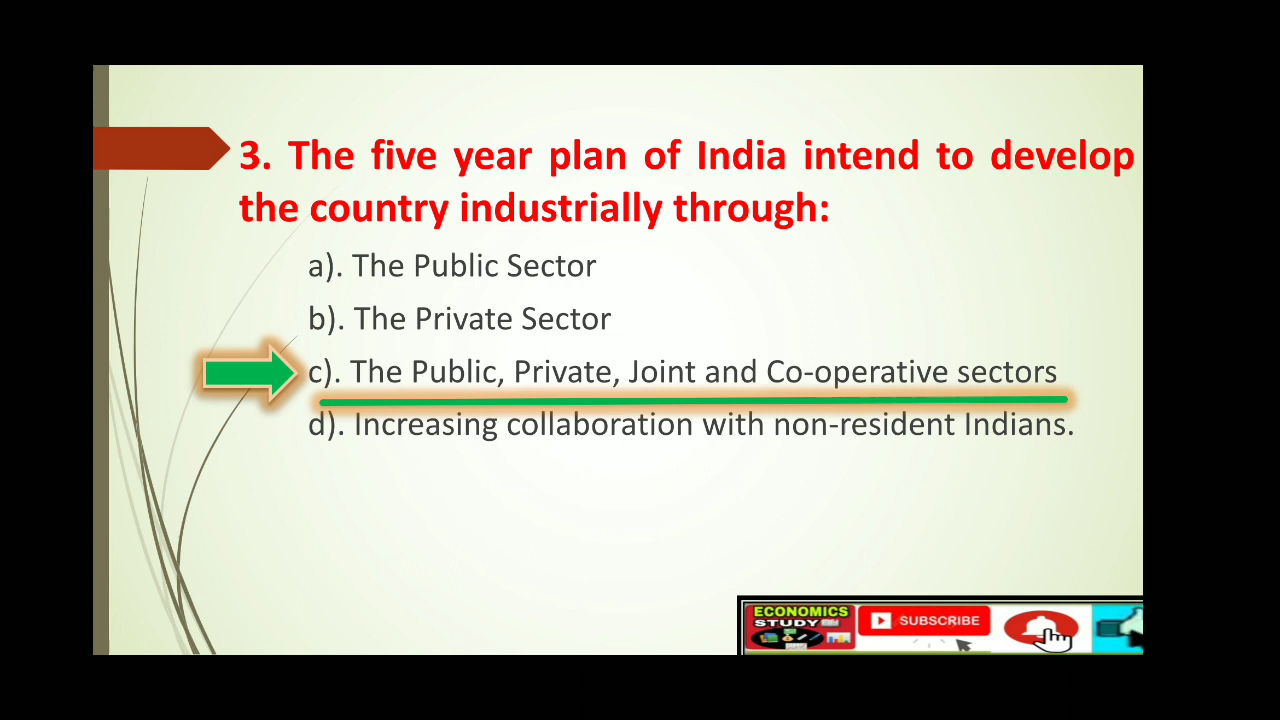 3. The five year plan of India intend to develop
the country industrially through:
a). The Public Sector
b). The Private Sector
c). The Public, Private, Joint and Co-operative sectors
d). Increasing collaboration with non-resident Indians.
ECONOMICS
STUDY
SUBSCRIBE